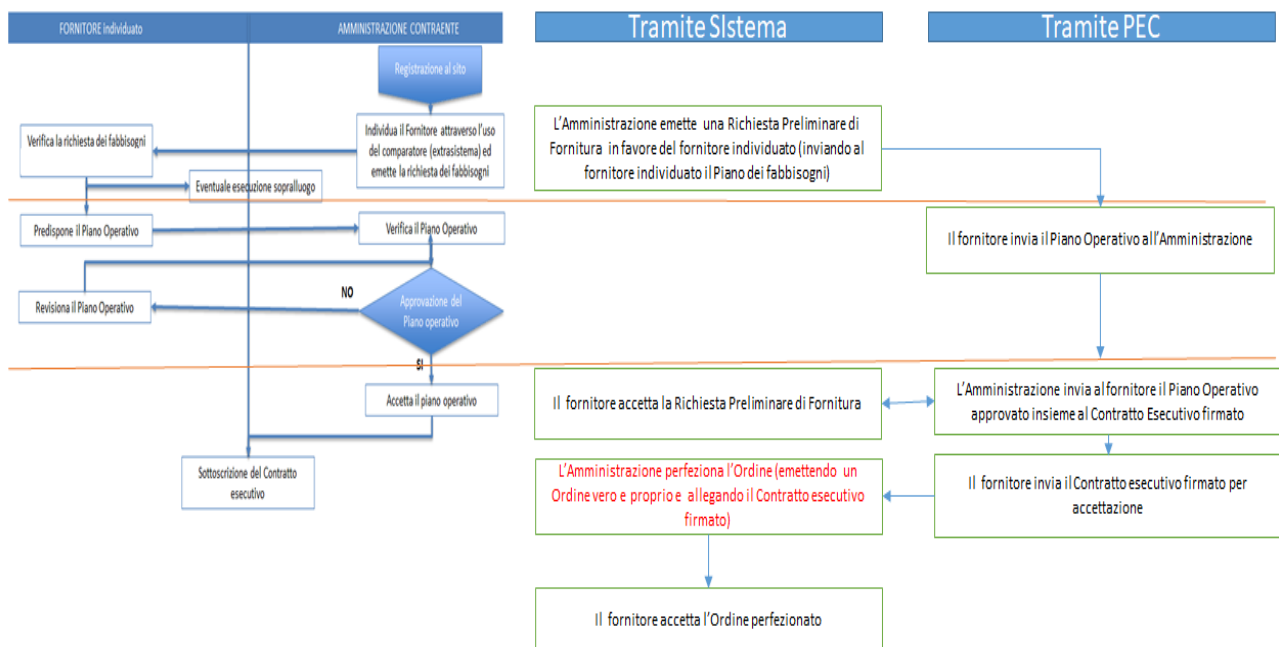 FORNITORE individuato
AMMINISTRAZIONE CONTRAENTE
Registrazione al sito
Verifica la richiesta dei fabbisogni
Individua il Fornitore attraverso l'uso
del comparatore (extrasistema) ed
emette la richiesta dei fabbisogni
Eventuale esecuzione sopralluogo
Predispone il Piano Operativo
Verifica il Piano Operativo
Revisiona il Piano Operativo
NO
Approvazione del
Piano operativo
SI
Accetta il piano operativo
Sottoscrizione del Contratto
esecutivo
Tramite SIstema
Tramite PEC
L'Amministrazione emette una Richiesta Preliminare di
Fornitura in favore del fornitore individuato (inviando al
fornitore individuato il Piano dei fabbisogni)
Il fornitore invia il Piano Operativo all'Amministrazione
Il fornitore accetta la Richiesta Preliminare di Fornitura
L'Amministrazione invia al fornitore il Piano Operativo
approvato insieme al Contratto Esecutivo firmato
L'Amministrazione perfeziona l'Ordine (emettendo un
Ordine vero e proprio e allegando il Contratto esecutivo
firmato)
Il fornitore invia il Contratto esecutivo firmato per
accettazione
Il fornitore accetta l'Ordine perfezionato